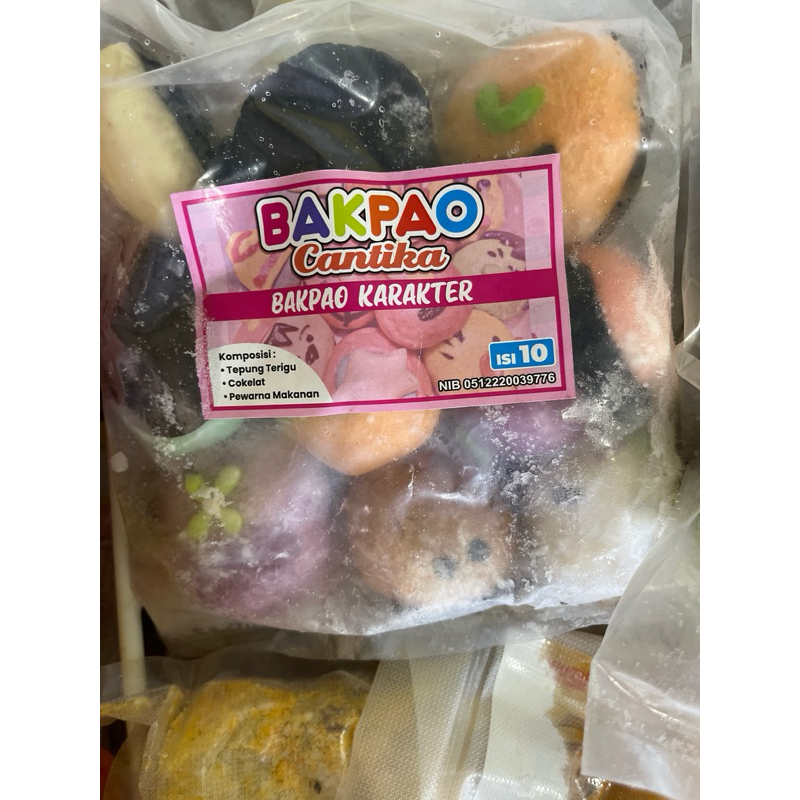 BAKPAO
Cantika
BAKPAO KARAKTER
ISI 10
Komposisi :
• Tepung Terigu
• Cokelat
• Pewarna Makanan
NIB 0512220039776